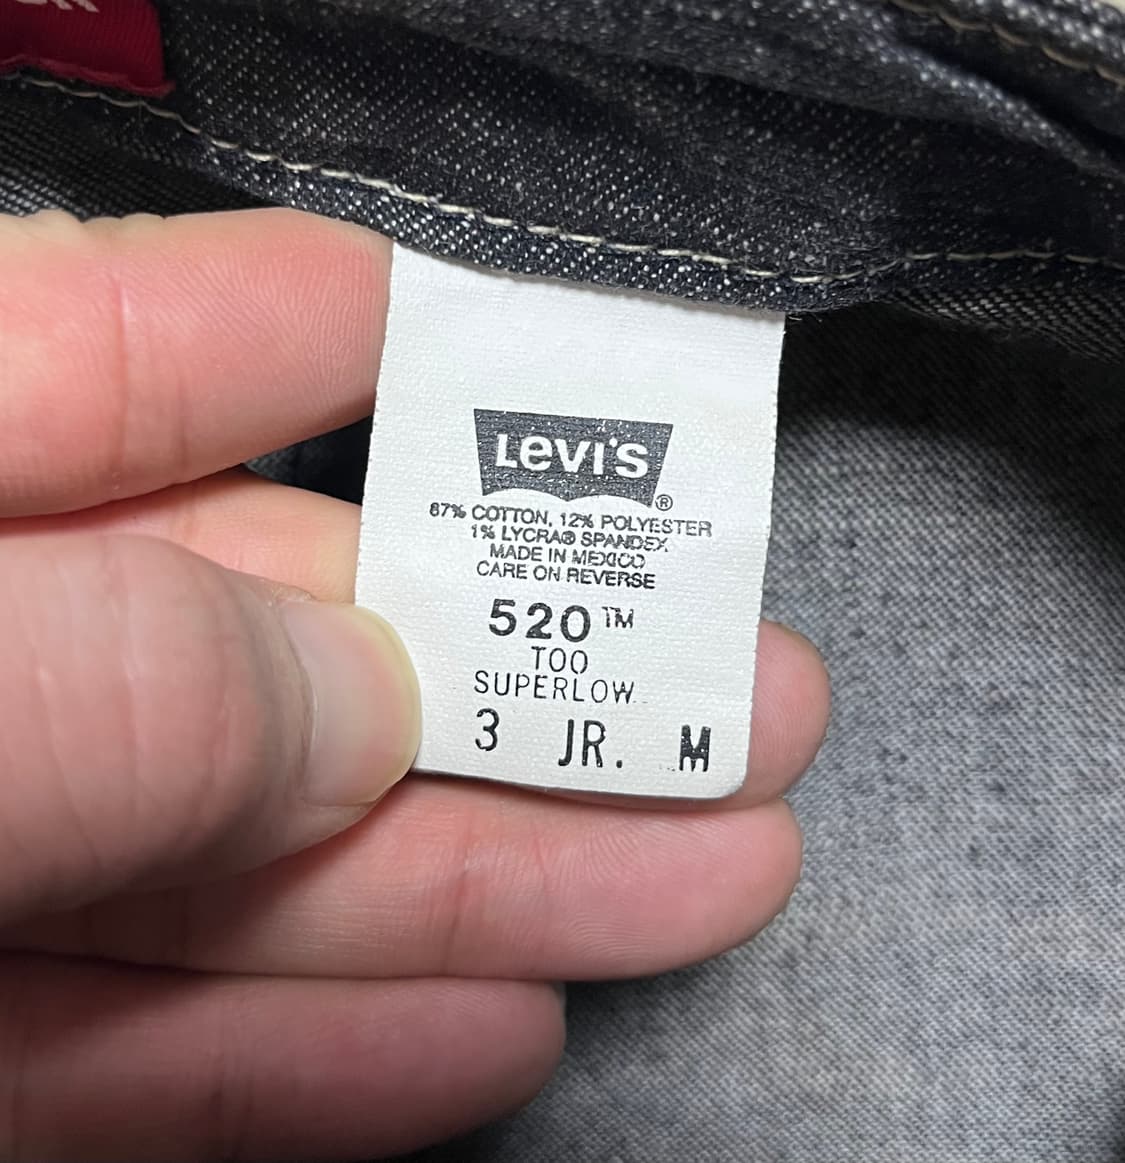 Levi's®
87% COTTON, 12% POLYESTER
1% LYCRA® SPANDEX
MADE IN MEXICO
CARE ON REVERSE
520™
TOO
SUPERLOW
3 JR. M